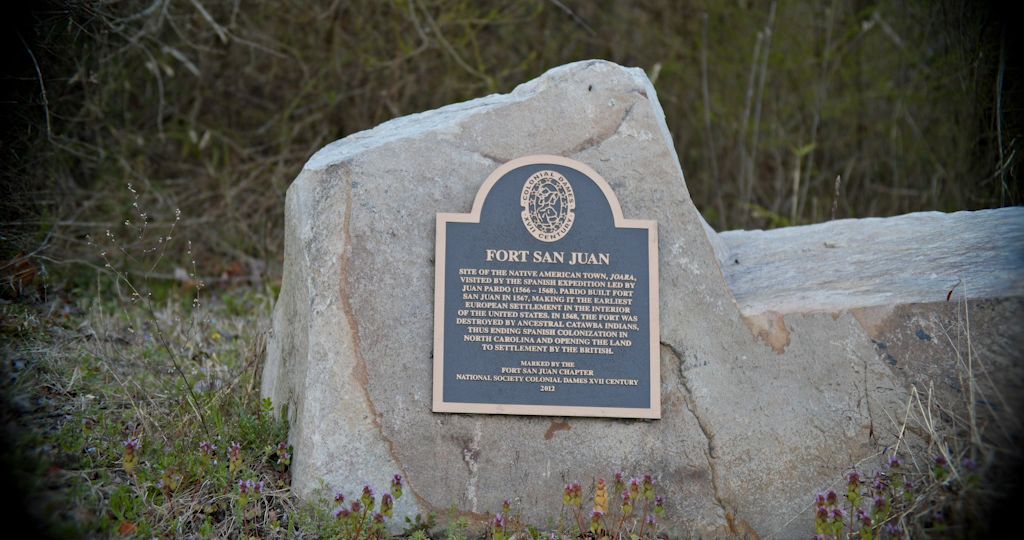 COLONIAL DAMES
XVII CENTURY
FORT SAN JUAN
SITE OF THE NATIVE AMERICAN TOWN, JOARA,
VISITED BY THE SPANISH EXPEDITION LED BY
JUAN PARDO (1566 – 1568). PARDO BUILT FORT
SAN JUAN IN 1567, MAKING IT THE EARLIEST
EUROPEAN SETTLEMENT IN THE INTERIOR
OF THE UNITED STATES. IN 1568, THE FORT WAS
DESTROYED BY ANCESTRAL CATAWBA INDIANS,
THUS ENDING SPANISH COLONIZATION IN
NORTH CAROLINA AND OPENING THE LAND
TO SETTLEMENT BY THE BRITISH.
MARKED BY THE
FORT SAN JUAN CHAPTER
NATIONAL SOCIETY COLONIAL DAMES XVII CENTURY
2012